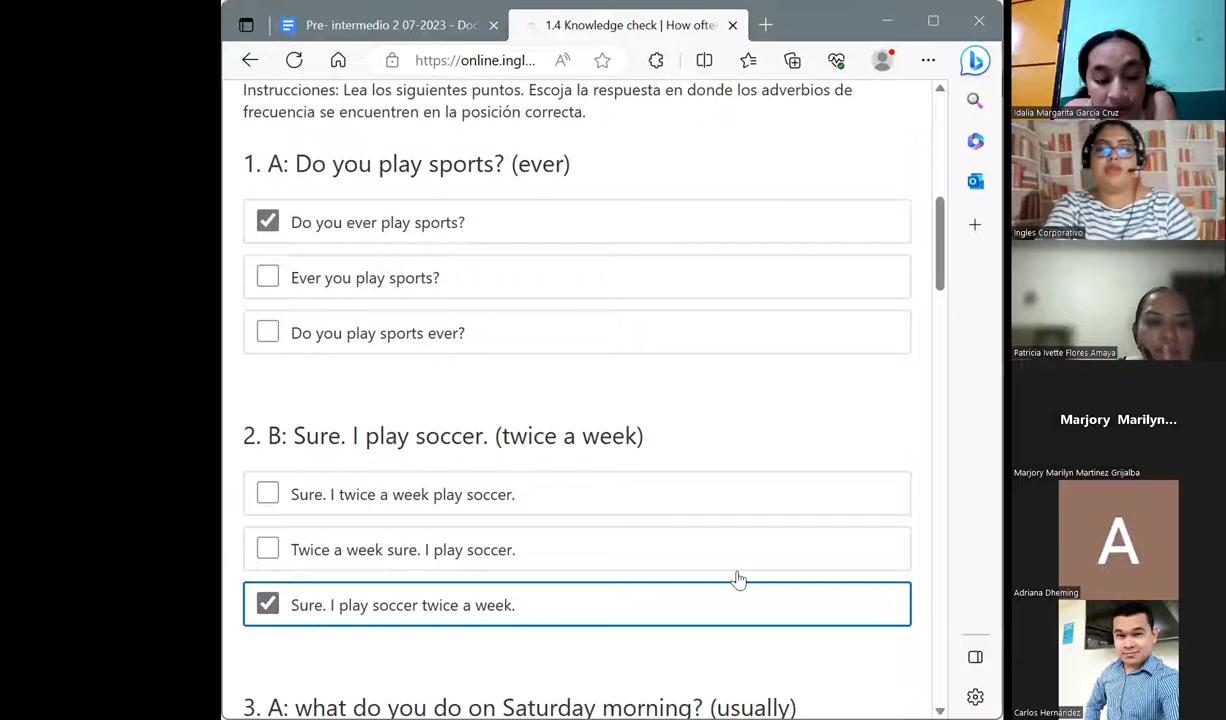 Pre- intermedio 2 07-2023 - Doc
1.4 Knowledge check | How ofte
https://online.ingl...
Instrucciones: Lea los siguientes puntos. Escoja la respuesta en donde los adverbios de
frecuencia se encuentren en la posición correcta.
1. A: Do you play sports? (ever)
Do you ever play sports?
Ever you play sports?
Do you play sports ever?
2. B: Sure. I play soccer. (twice a week)
Sure. I twice a week play soccer.
Twice a week sure. I play soccer.
Sure. I play soccer twice a week.
3. A: what do you do on Saturday morning? (usually)
Idalia Margarita García Cruz
Ingles Corporativo
Patricia Ivette Flores Amaya
Marjory Marilyn...
Marjory Marilyn Martinez Grijalba
A
Adriana Dheming
Carlos Hernández